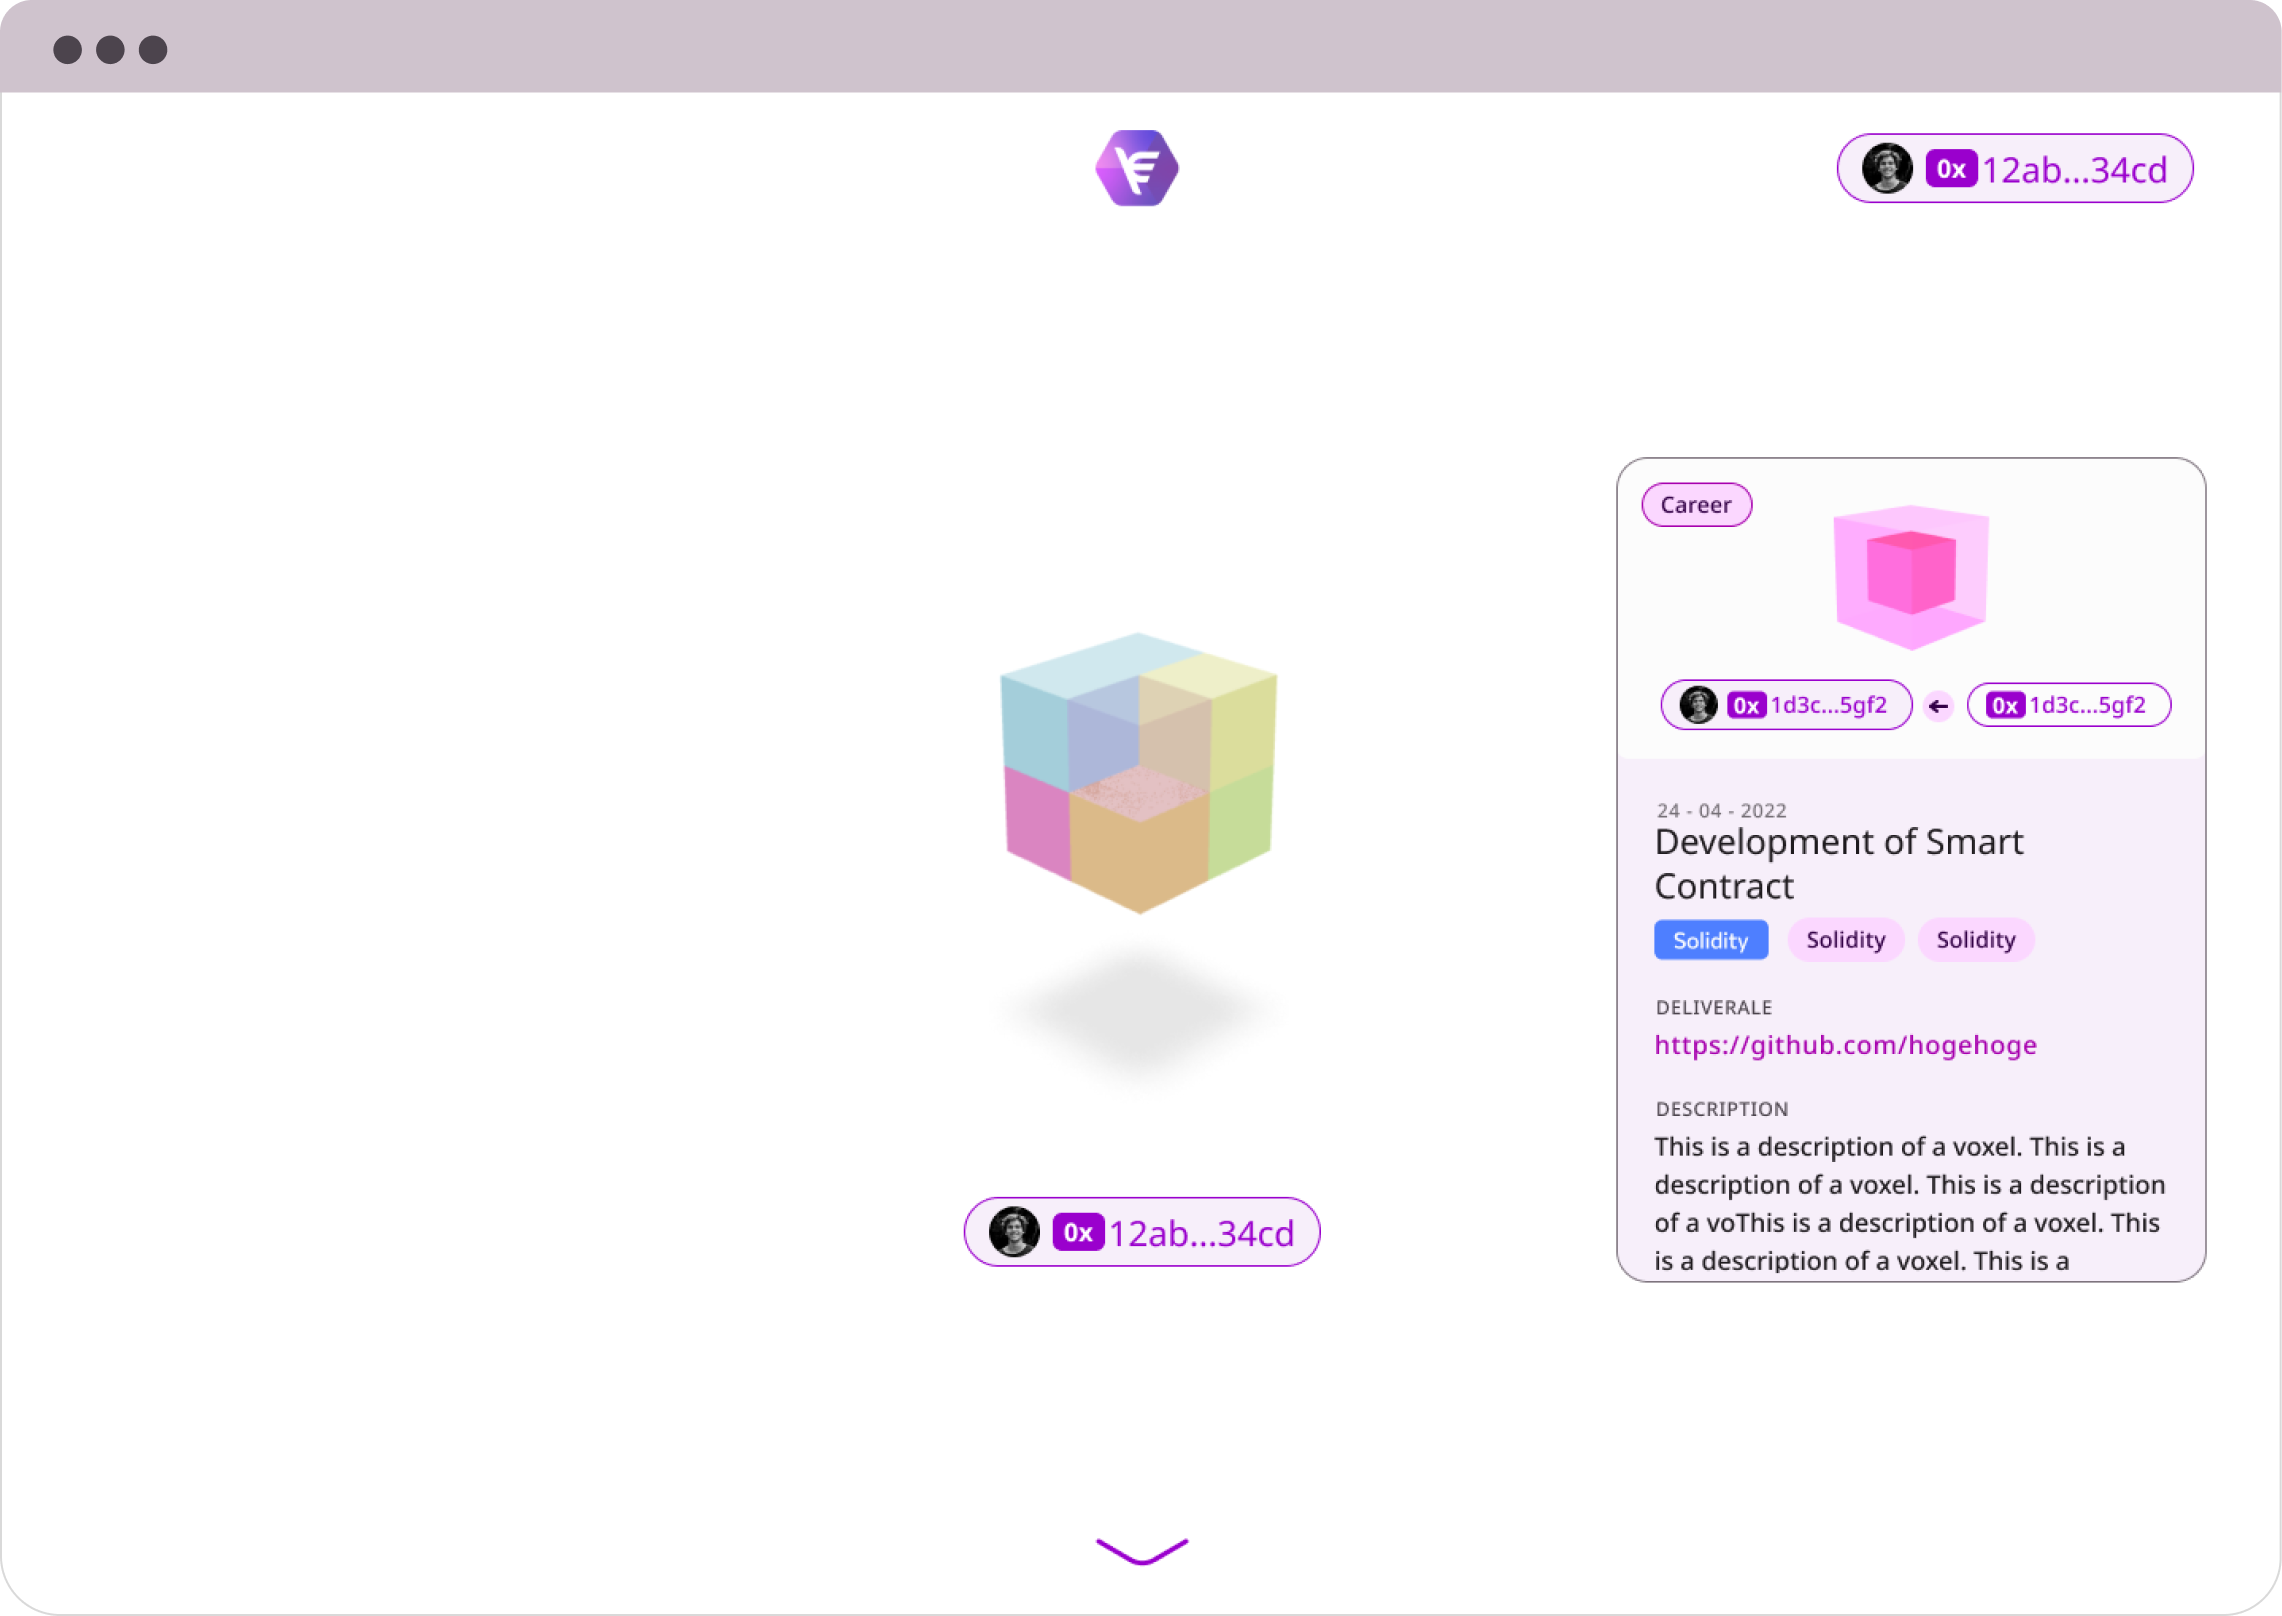 0x 12ab...34cd
Career
0x 1d3c...5gf2 ← 0x 1d3c...5gf2
24 - 04 - 2022
Development of Smart
Contract
Solidity Solidity Solidity
DELIVERALE
https://github.com/hogehoge
DESCRIPTION
This is a description of a voxel. This is a
description of a voxel. This is a description
of a voThis is a description of a voxel. This
is a description of a voxel. This is a
0x 12ab...34cd